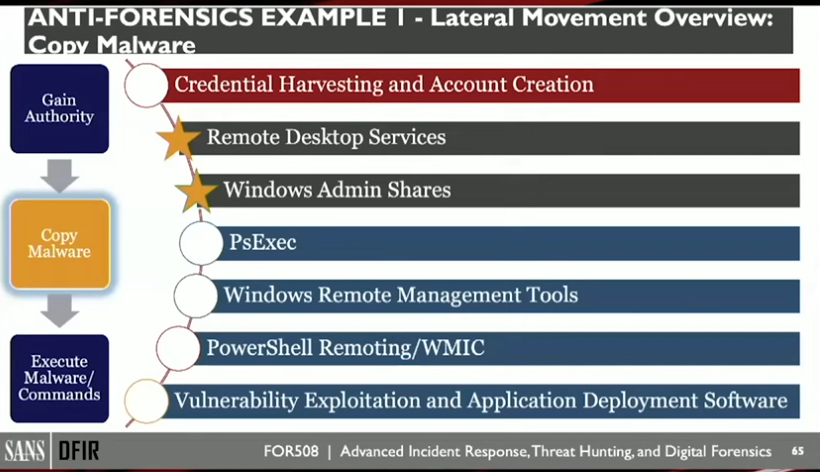 ANTI-FORENSICS EXAMPLE 1 - Lateral Movement Overview:
Copy Malware
Gain
Authority
Copy
Malware
Execute
Malware/
Commands
Credential Harvesting and Account Creation
Remote Desktop Services
Windows Admin Shares
PsExec
Windows Remote Management Tools
PowerShell Remoting/WMIC
Vulnerability Exploitation and Application Deployment Software
SANS DFIR
FOR508 | Advanced Incident Response, Threat Hunting, and Digital Forensics 65